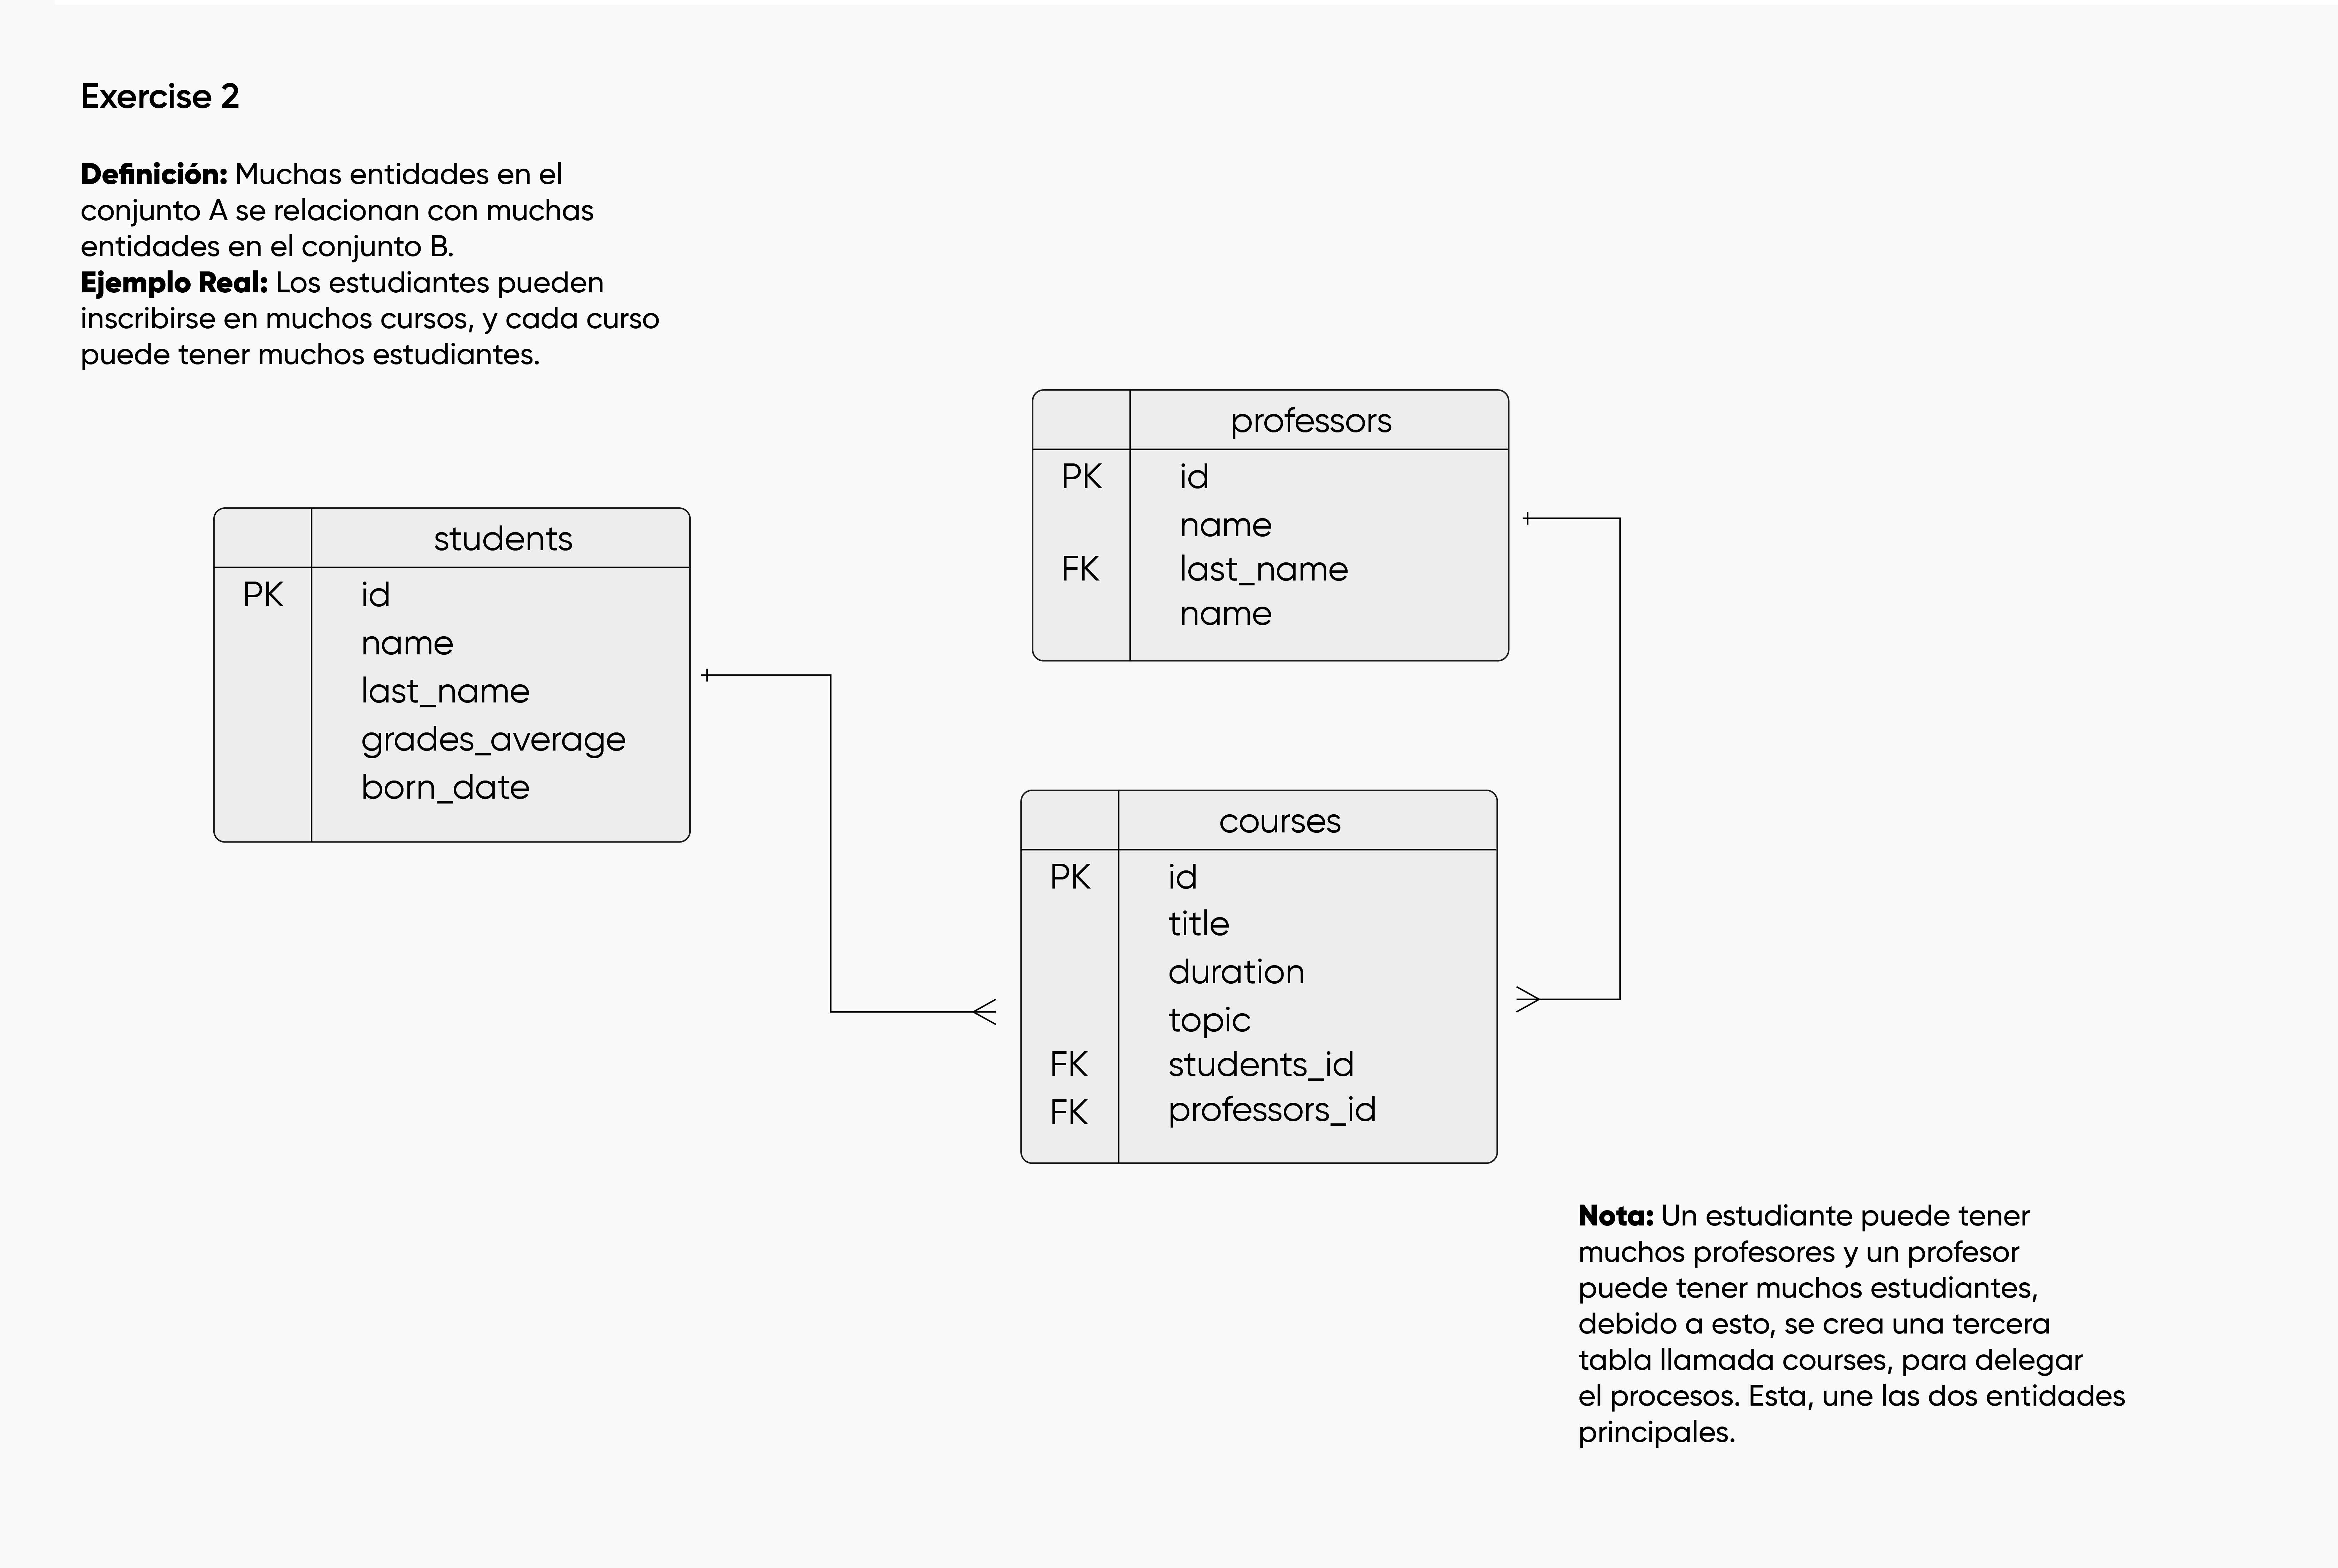 Exercise 2
Definición: Muchas entidades en el
conjunto A se relacionan con muchas
entidades en el conjunto B.
Ejemplo Real: Los estudiantes pueden
inscribirse en muchos cursos, y cada curso
puede tener muchos estudiantes.
students
PK id
name
last_name
grades_average
born_date
professors
PK id
name
FK last_name
name
courses
PK id
title
duration
topic
FK students_id
FK professors_id
Nota: Un estudiante puede tener
muchos profesores y un profesor
puede tener muchos estudiantes,
debido a esto, se crea una tercera
tabla llamada courses, para delegar
el procesos. Esta, une las dos entidades
principales.